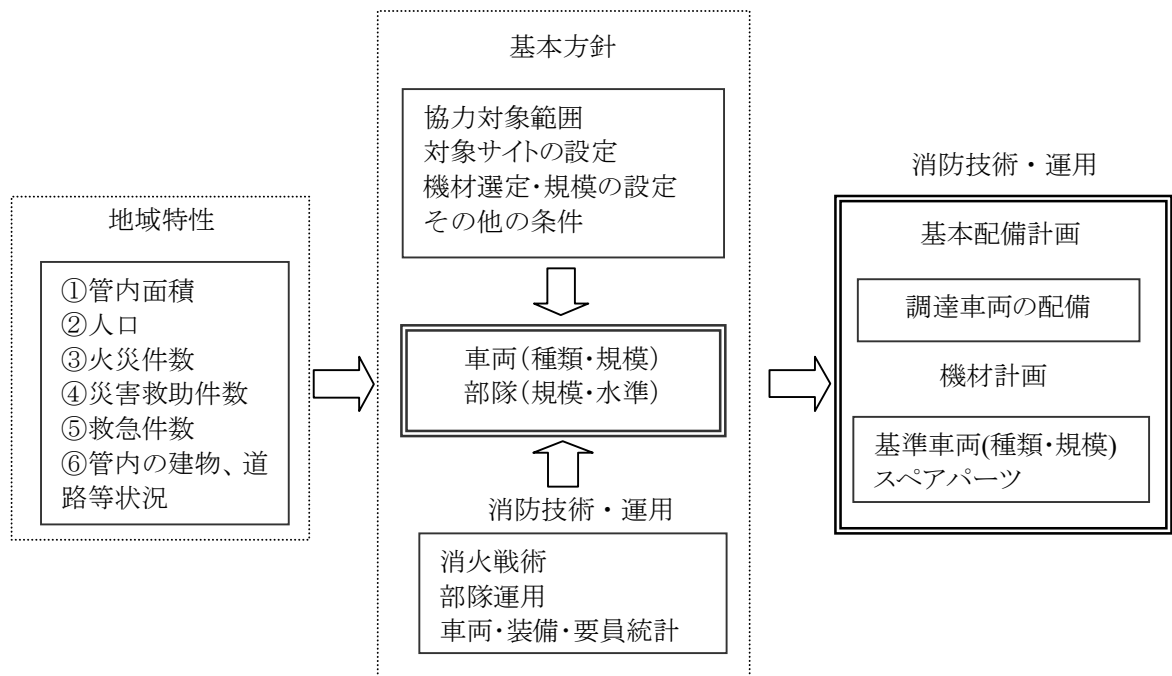 地域特性
①管内面積
②人口
③火災件数
④災害救助件数
⑤救急件数
⑥管内の建物、道
路等状況
基本方針
協力対象範囲
対象サイトの設定
機材選定・規模の設定
その他の条件
車両(種類・規模)
部隊(規模・水準)
消防技術・運用
消火戦術
部隊運用
車両・装備・要員統計
消防技術・運用
基本配備計画
調達車両の配備
機材計画
基準車両(種類・規模)
スペアパーツ